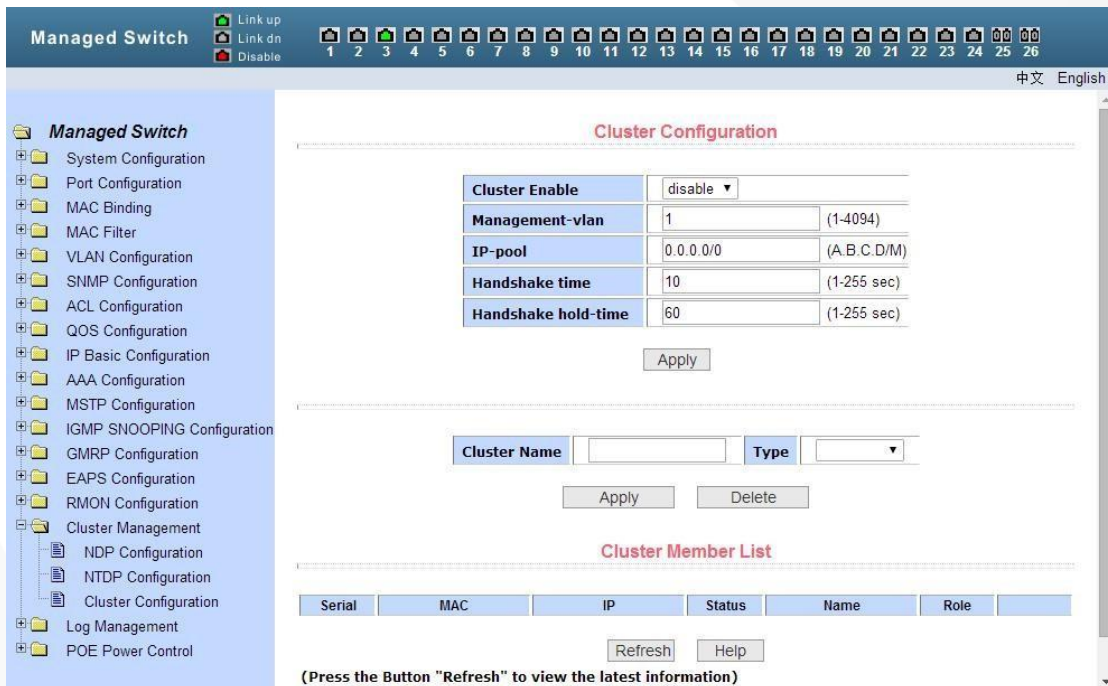 Managed Switch
Link up
Link dn
Disable
1 2 3 4 5 6 7 8 9 10 11 12 13 14 15 16 17 18 19 20 21 22 23 24 25 26
中文 English
Managed Switch
System Configuration
Port Configuration
MAC Binding
MAC Filter
VLAN Configuration
SNMP Configuration
ACL Configuration
QOS Configuration
IP Basic Configuration
AAA Configuration
MSTP Configuration
IGMP SNOOPING Configuration
GMRP Configuration
EAPS Configuration
RMON Configuration
Cluster Management
NDP Configuration
NTDP Configuration
Cluster Configuration
Log Management
POE Power Control
Cluster Configuration
Cluster Enable disable
Management-vlan 1 (1-4094)
IP-pool 0.0.0.0/0 (A.B.C.D/M)
Handshake time 10 (1-255 sec)
Handshake hold-time 60 (1-255 sec)
Apply
Cluster Name Type
Apply Delete
Cluster Member List
Serial MAC IP Status Name Role
Refresh Help
(Press the Button "Refresh" to view the latest information)